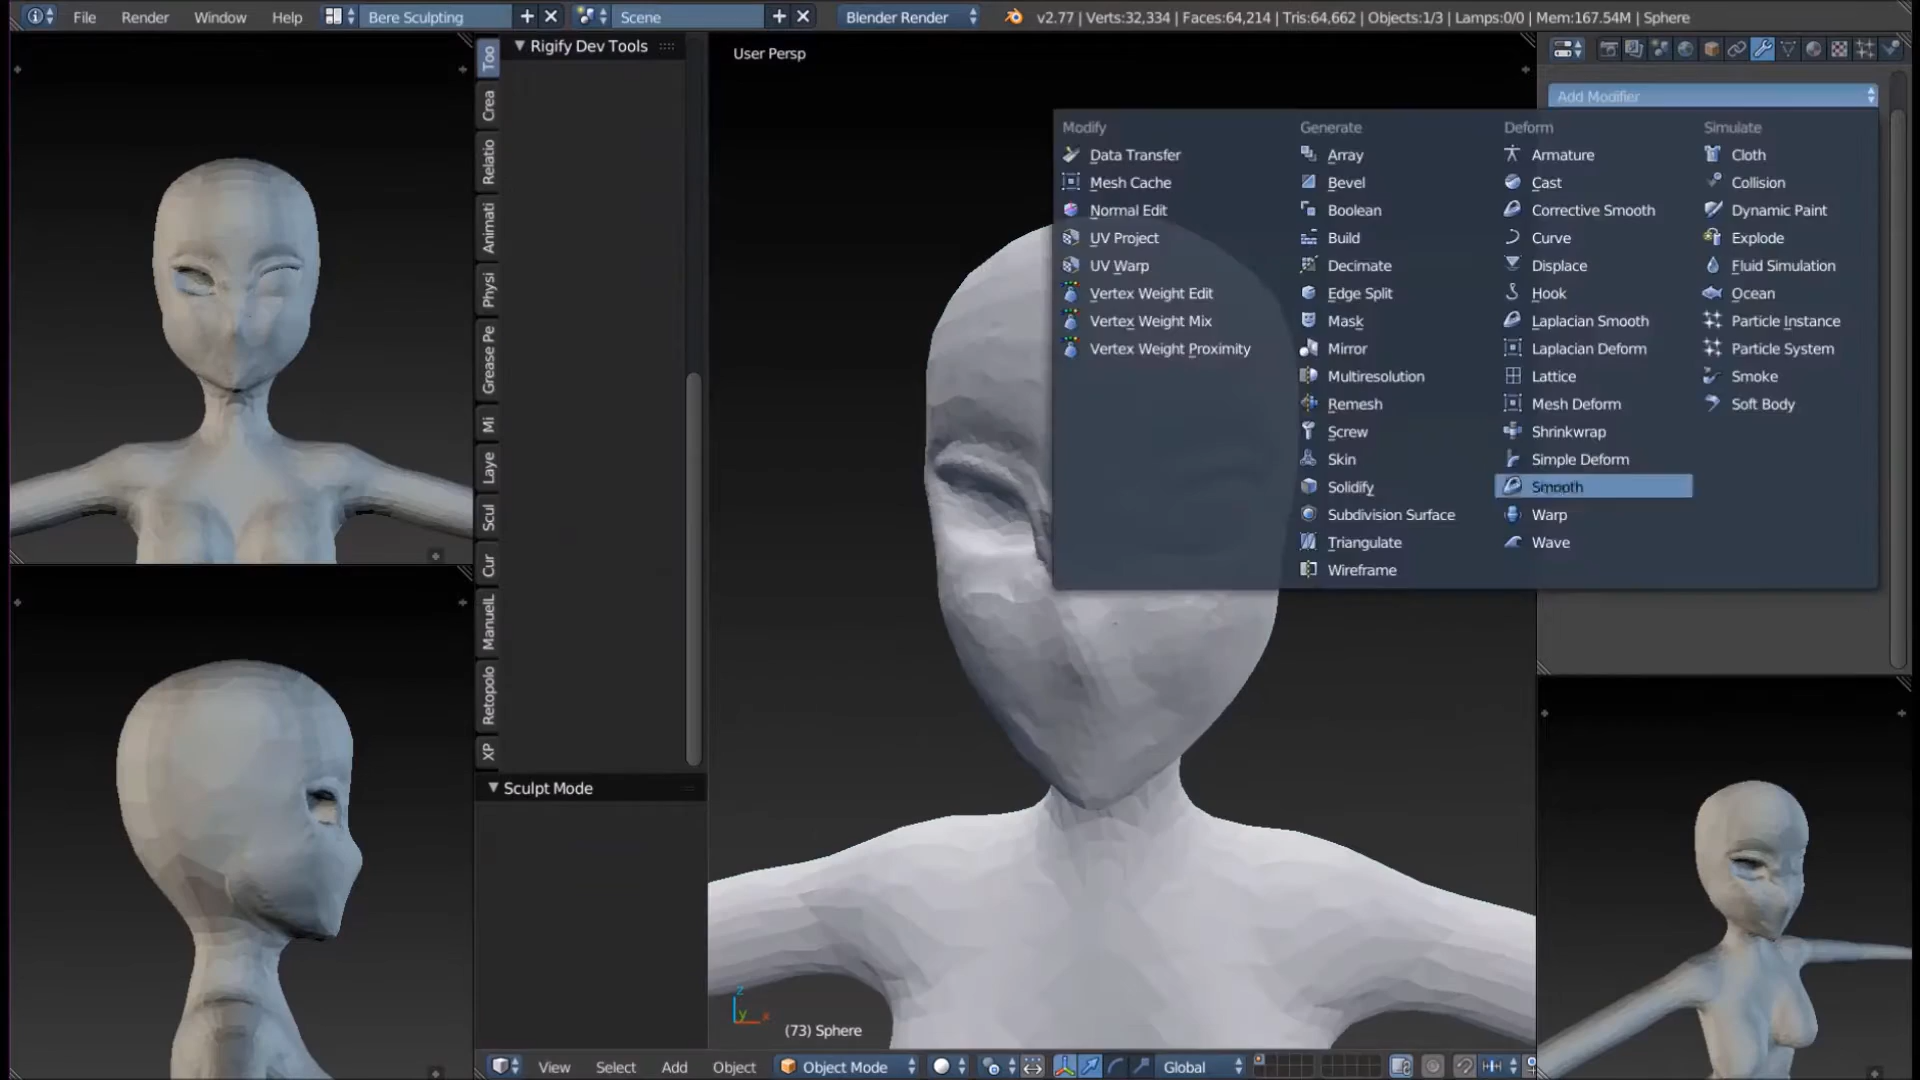 File Render Window Help Bere Sculpting Scene Blender Render v2.77 | Verts:32,334 | Faces:64,214 | Tris:64,662 | Objects:1/3 | Lamps:0/0 | Mem:167.54M | Sphere
Too
Crea
Relatio
Animati
Physi
Grease Pe
Mi
Laye
Scul
Cur
ManuelL
Retopolo
XP
Rigify Dev Tools
Sculpt Mode
User Persp
Add Modifier
Modify
Data Transfer
Mesh Cache
Normal Edit
UV Project
UV Warp
Vertex Weight Edit
Vertex Weight Mix
Vertex Weight Proximity
Generate
Array
Bevel
Boolean
Build
Decimate
Edge Split
Mask
Mirror
Multiresolution
Remesh
Screw
Skin
Solidify
Subdivision Surface
Triangulate
Wireframe
Deform
Armature
Cast
Corrective Smooth
Curve
Displace
Hook
Laplacian Smooth
Laplacian Deform
Lattice
Mesh Deform
Shrinkwrap
Simple Deform
Smooth
Warp
Wave
Simulate
Cloth
Collision
Dynamic Paint
Explode
Fluid Simulation
Ocean
Particle Instance
Particle System
Smoke
Soft Body
z
y x
(73) Sphere
View Select Add Object Object Mode Global